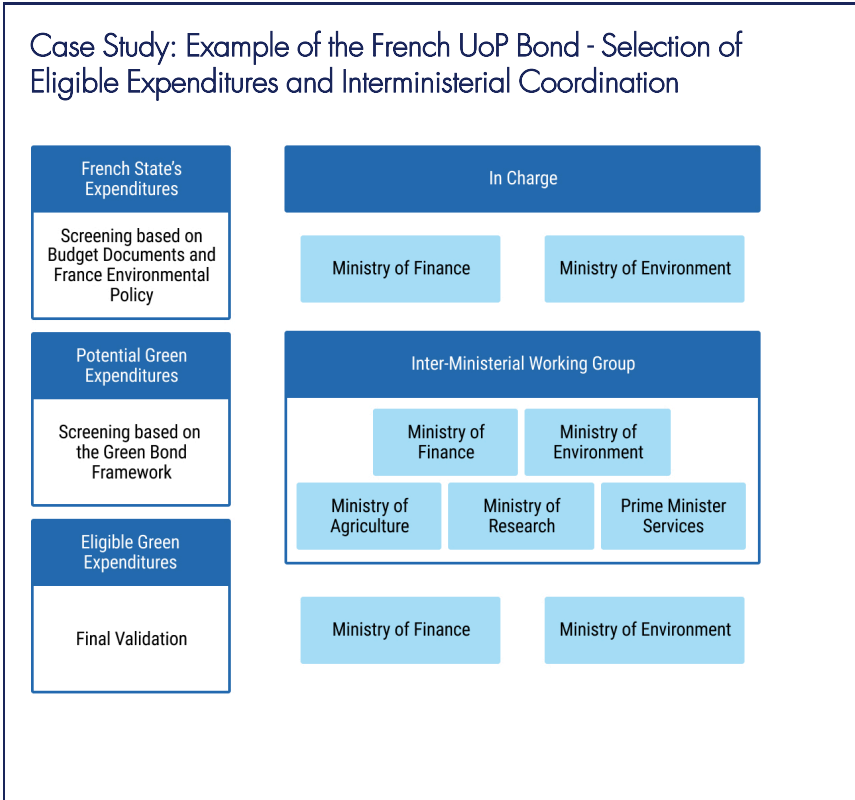 Case Study: Example of the French UoP Bond - Selection of
Eligible Expenditures and Interministerial Coordination
French State's
Expenditures
Screening based on
Budget Documents and
France Environmental
Policy
In Charge
Ministry of Finance
Ministry of Environment
Potential Green
Expenditures
Screening based on
the Green Bond
Framework
Inter-Ministerial Working Group
Ministry of
Finance
Ministry of
Environment
Ministry of
Agriculture
Ministry of
Research
Prime Minister
Services
Eligible Green
Expenditures
Final Validation
Ministry of Finance
Ministry of Environment